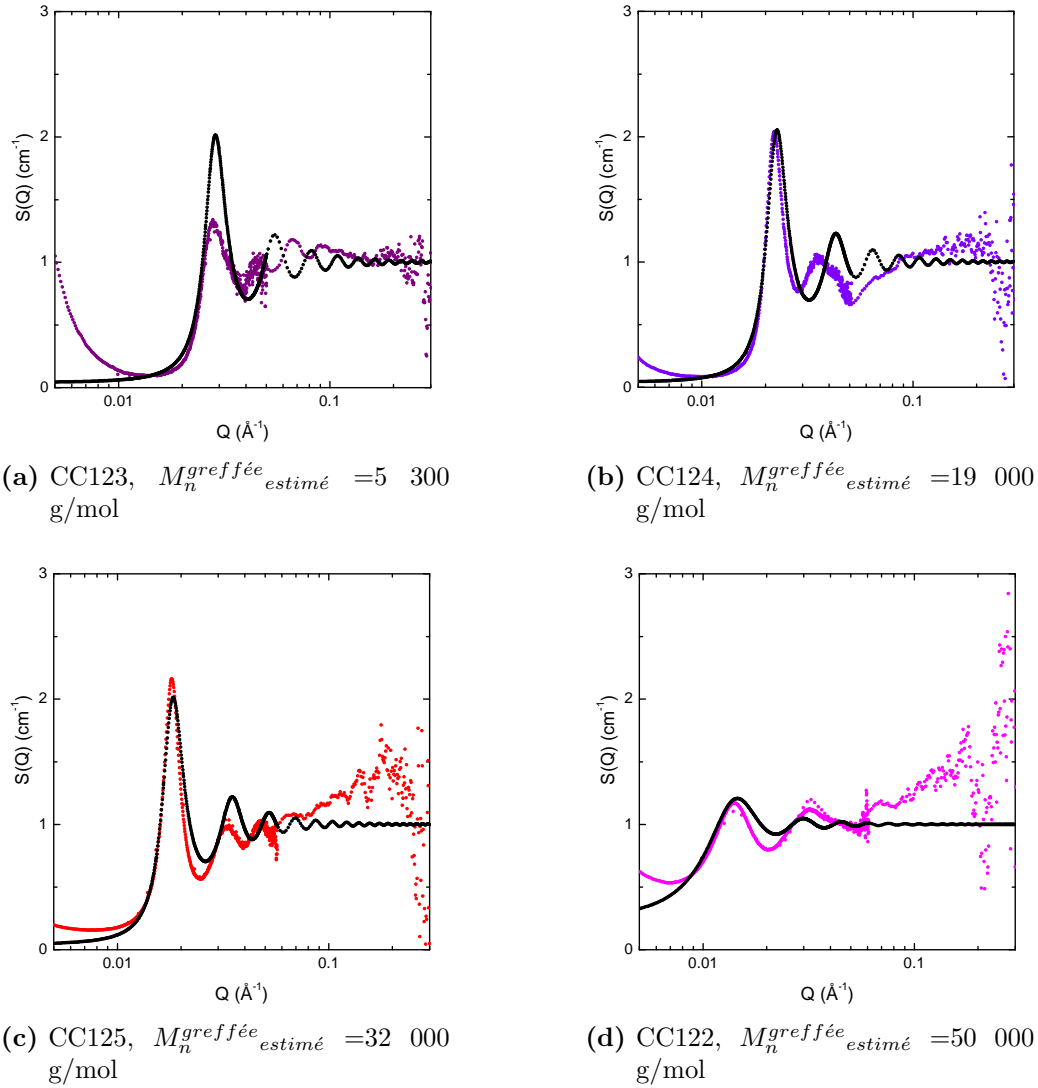 3
2
1
0
S(Q) (cm-1)
0.01 0.1
Q (Å-1)
(a) CC123, M_n^{greffée}_{estimé} =5 300
g/mol
3
2
1
0
S(Q) (cm-1)
0.01 0.1
Q (Å-1)
(b) CC124, M_n^{greffée}_{estimé} =19 000
g/mol
3
2
1
0
S(Q) (cm-1)
0.01 0.1
Q (Å-1)
(c) CC125, M_n^{greffée}_{estimé} =32 000
g/mol
3
2
1
0
S(Q) (cm-1)
0.01 0.1
Q (Å-1)
(d) CC122, M_n^{greffée}_{estimé} =50 000
g/mol